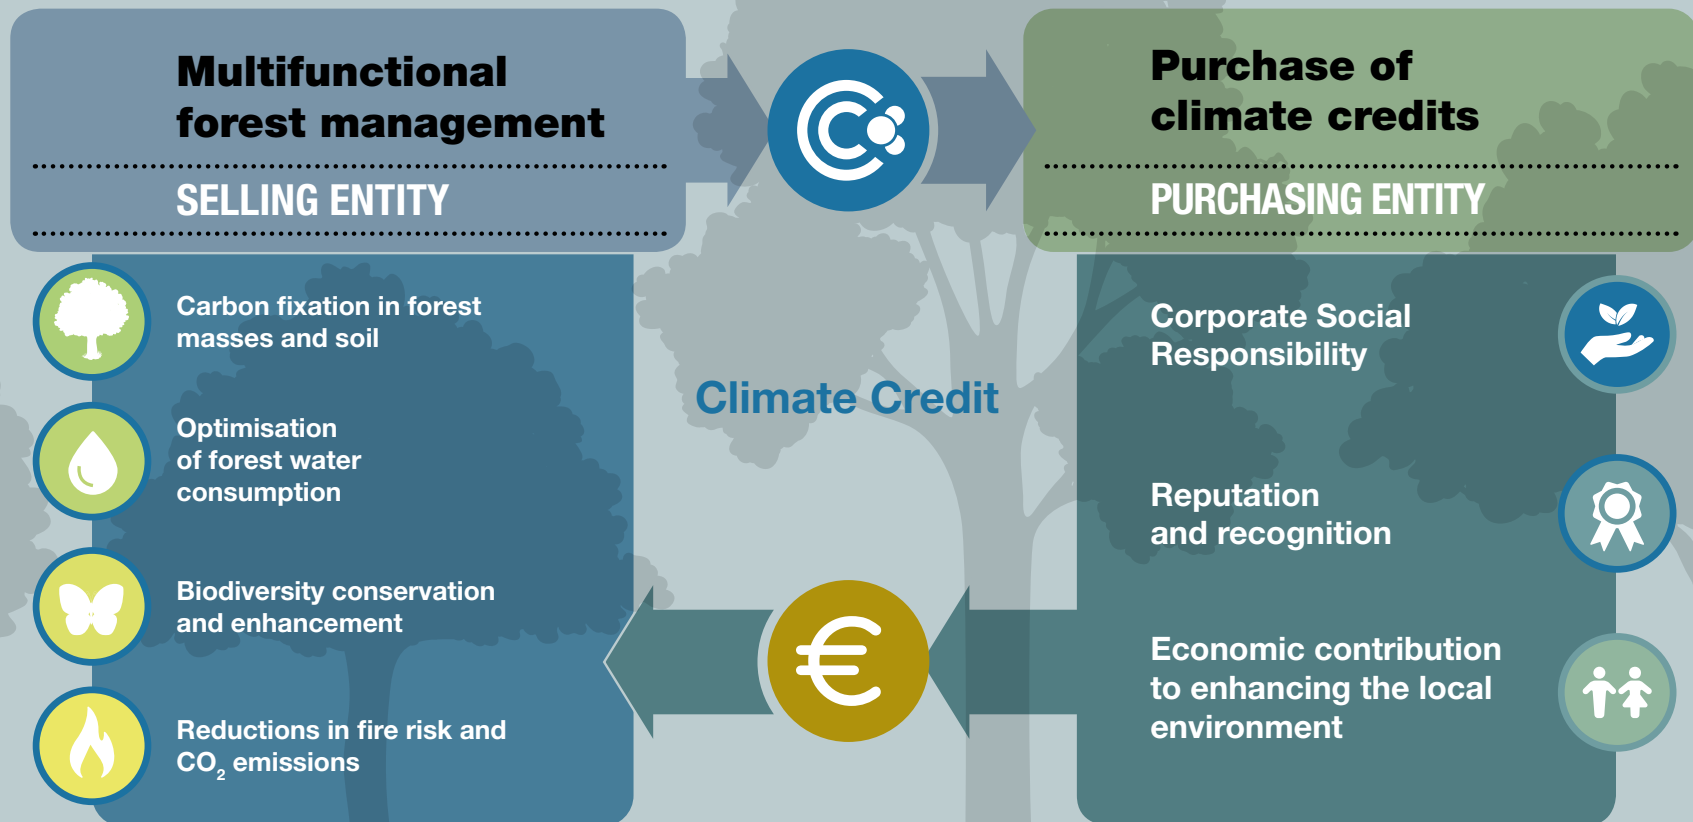 Multifunctional
forest management
SELLING ENTITY
Carbon fixation in forest
masses and soil
Optimisation
of forest water
consumption
Biodiversity conservation
and enhancement
Reductions in fire risk and
CO₂ emissions
Climate Credit
€
Purchase of
climate credits
PURCHASING ENTITY
Corporate Social
Responsibility
Reputation
and recognition
Economic contribution
to enhancing the local
environment